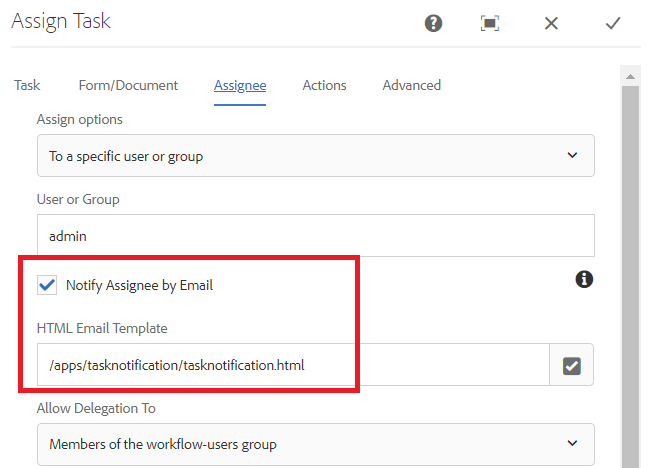 Assign Task
Task Form/Document Assignee Actions Advanced
Assign options
To a specific user or group
User or Group
admin
Notify Assignee by Email
HTML Email Template
/apps/tasknotification/tasknotification.html
Allow Delegation To
Members of the workflow-users group